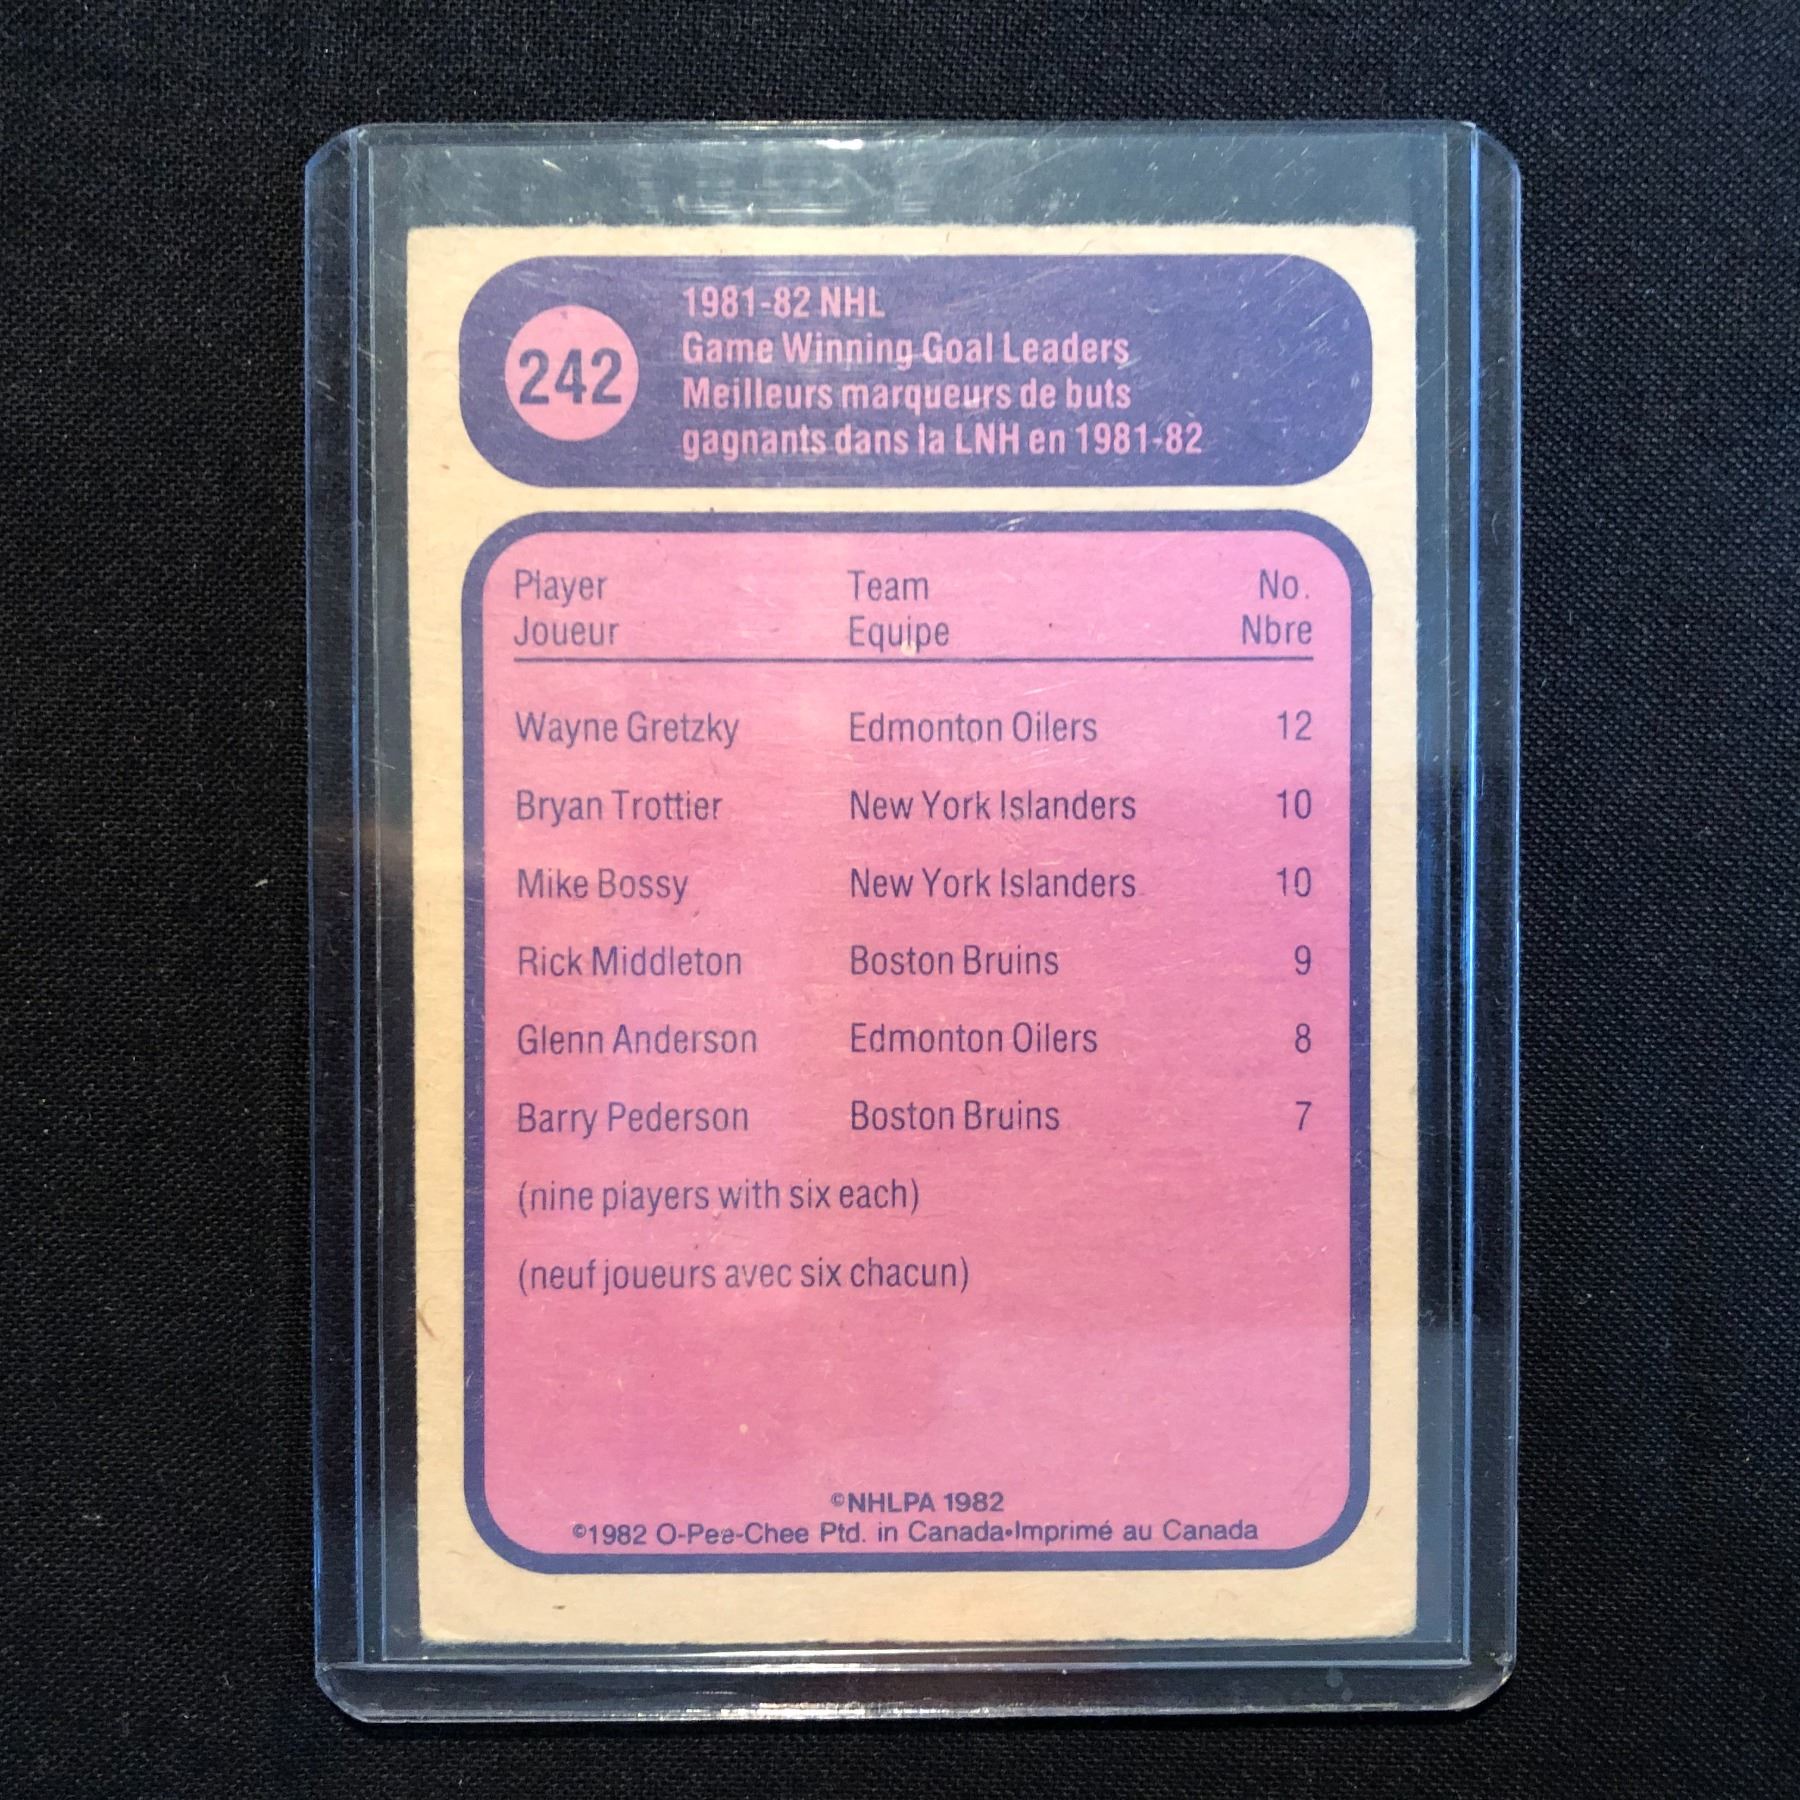 242
1981-82 NHL
Game Winning Goal Leaders
Meilleurs marqueurs de buts
gagnants dans la LNH en 1981-82
Player Team No.
Joueur Equipe Nbre
Wayne Gretzky Edmonton Oilers 12
Bryan Trottier New York Islanders 10
Mike Bossy New York Islanders 10
Rick Middleton Boston Bruins 9
Glenn Anderson Edmonton Oilers 8
Barry Pederson Boston Bruins 7
(nine players with six each)
(neuf joueurs avec six chacun)
©NHLPA 1982
©1982 O-Pee-Chee Ptd. in Canada•Imprimé au Canada